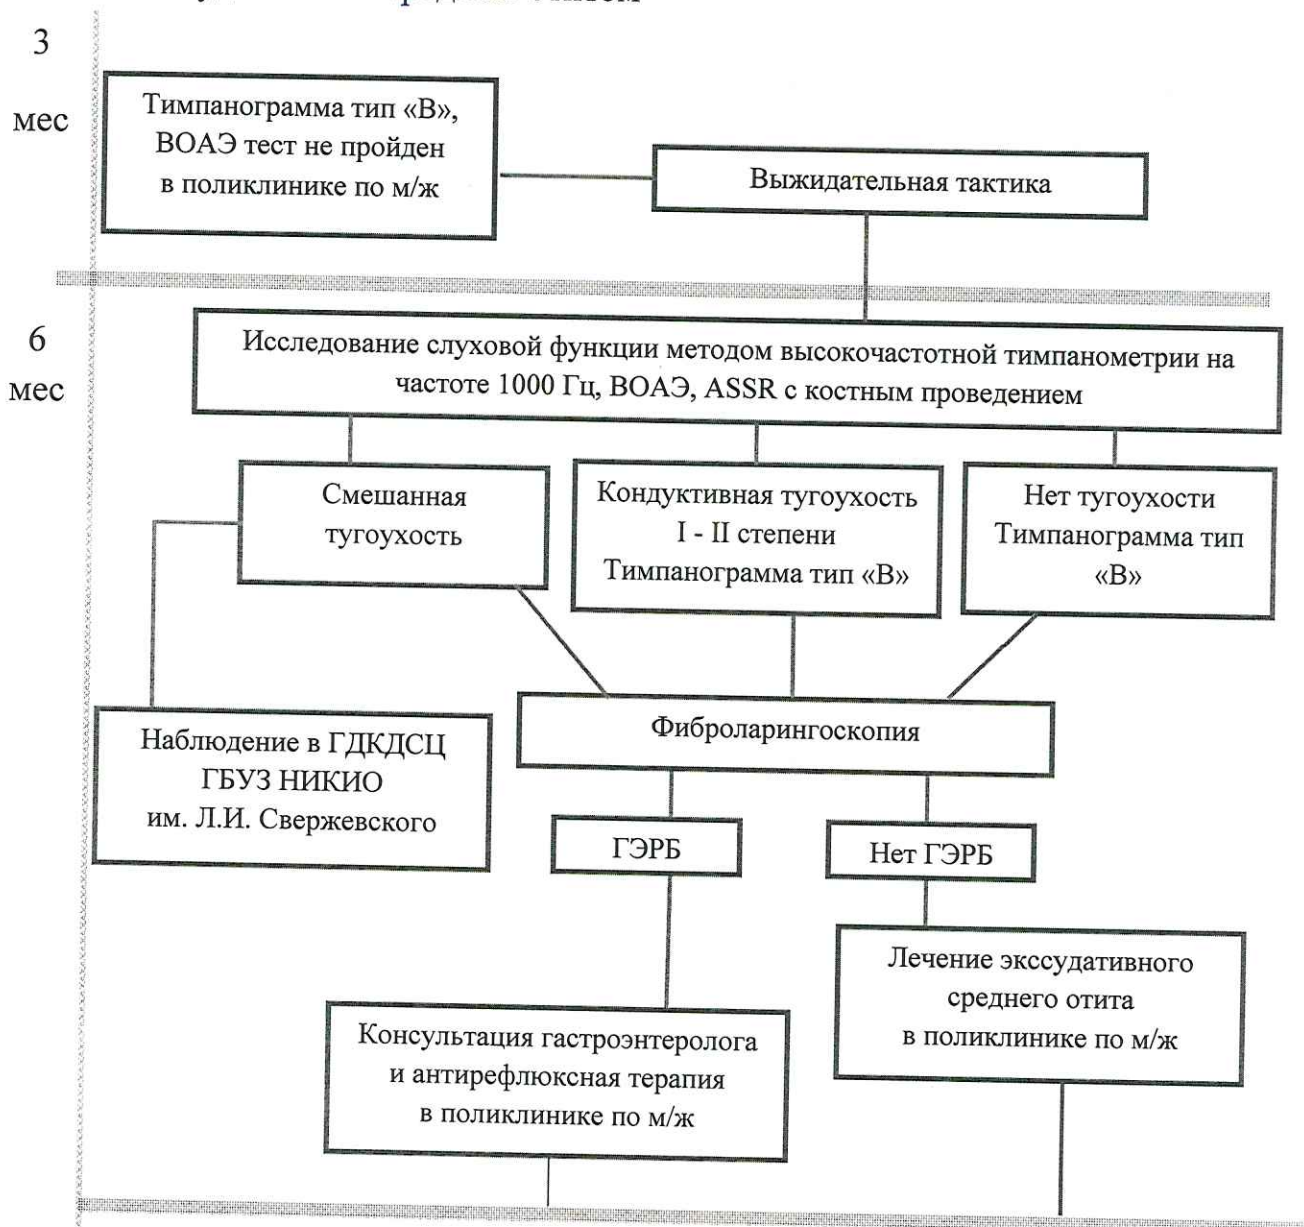 3
мес
Тимпанограмма тип «В»,
ВОАЭ тест не пройден
в поликлинике по м/ж
Выжидательная тактика
6
мес
Исследование слуховой функции методом высокочастотной тимпанометрии на
частоте 1000 Гц, ВОАЭ, ASSR с костным проведением
Смешанная
тугоухость
Кондуктивная тугоухость
I - II степени
Тимпанограмма тип «В»
Нет тугоухости
Тимпанограмма тип
«В»
Наблюдение в ГДКДСЦ
ГБУЗ НИКИО
им. Л.И. Свержевского
Фиброларингоскопия
ГЭРБ
Нет ГЭРБ
Лечение экссудативного
среднего отита
в поликлинике по м/ж
Консультация гастроэнтеролога
и антирефлюксная терапия
в поликлинике по м/ж